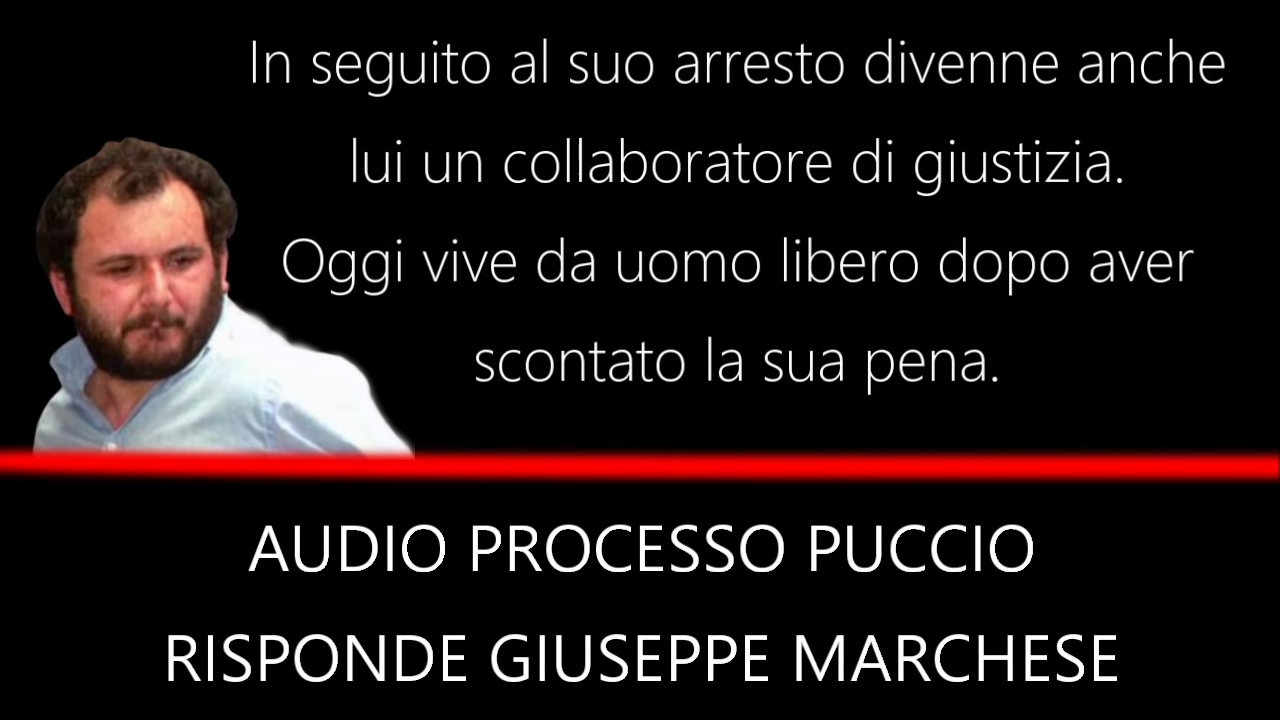 In seguito al suo arresto divenne anche
lui un collaboratore di giustizia.
Oggi vive da uomo libero dopo aver
scontato la sua pena.
AUDIO PROCESSO PUCCIO
RISPONDE GIUSEPPE MARCHESE